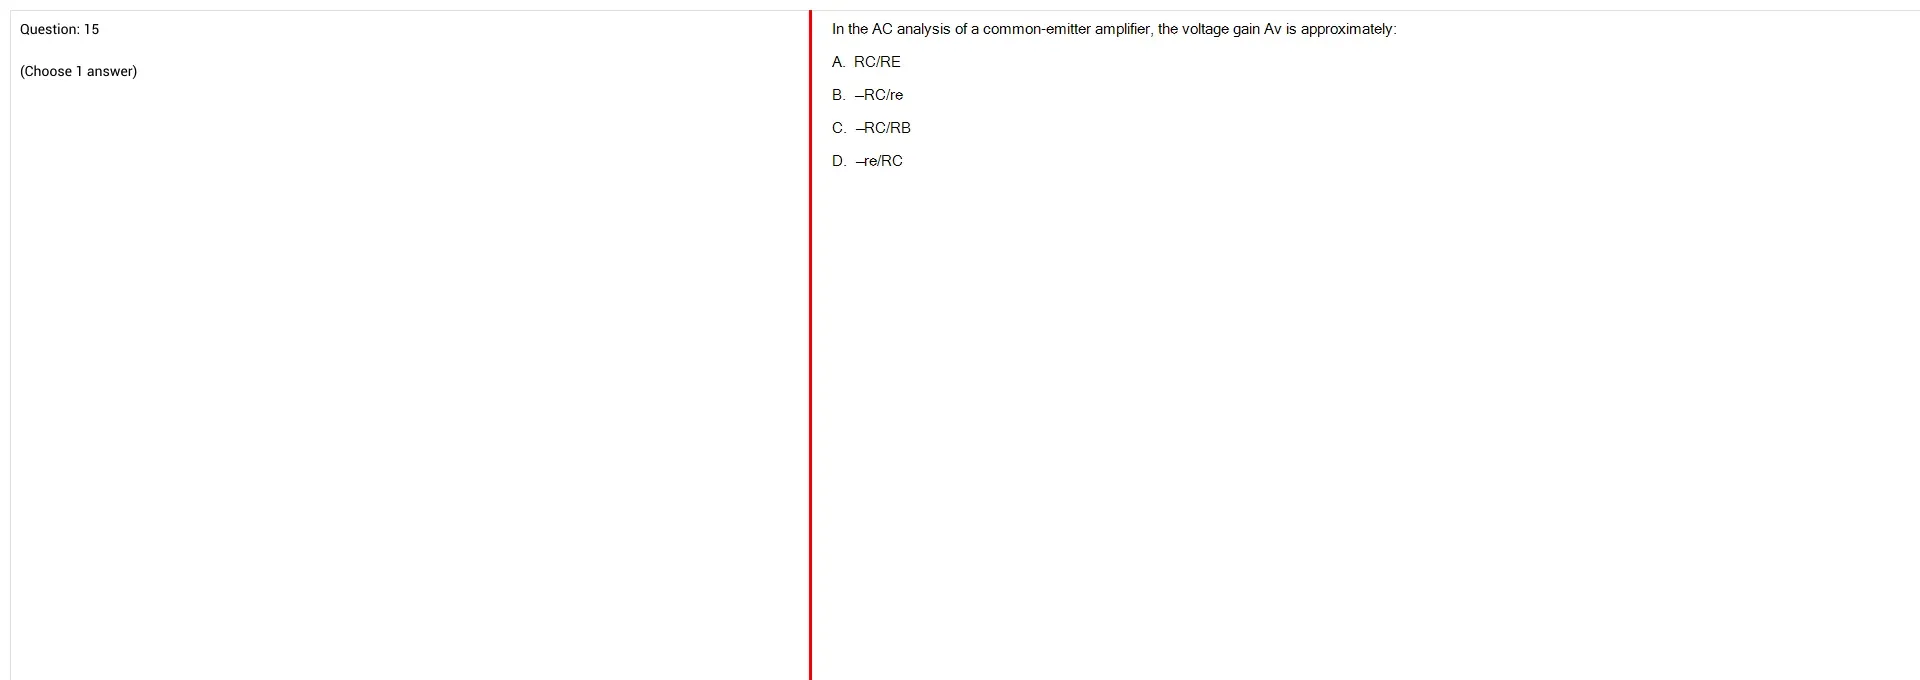 Question: 15
(Choose 1 answer)
In the AC analysis of a common-emitter amplifier, the voltage gain Av is approximately:
A. RC/RE
B. –RC/re
C. –RC/RB
D. –re/RC